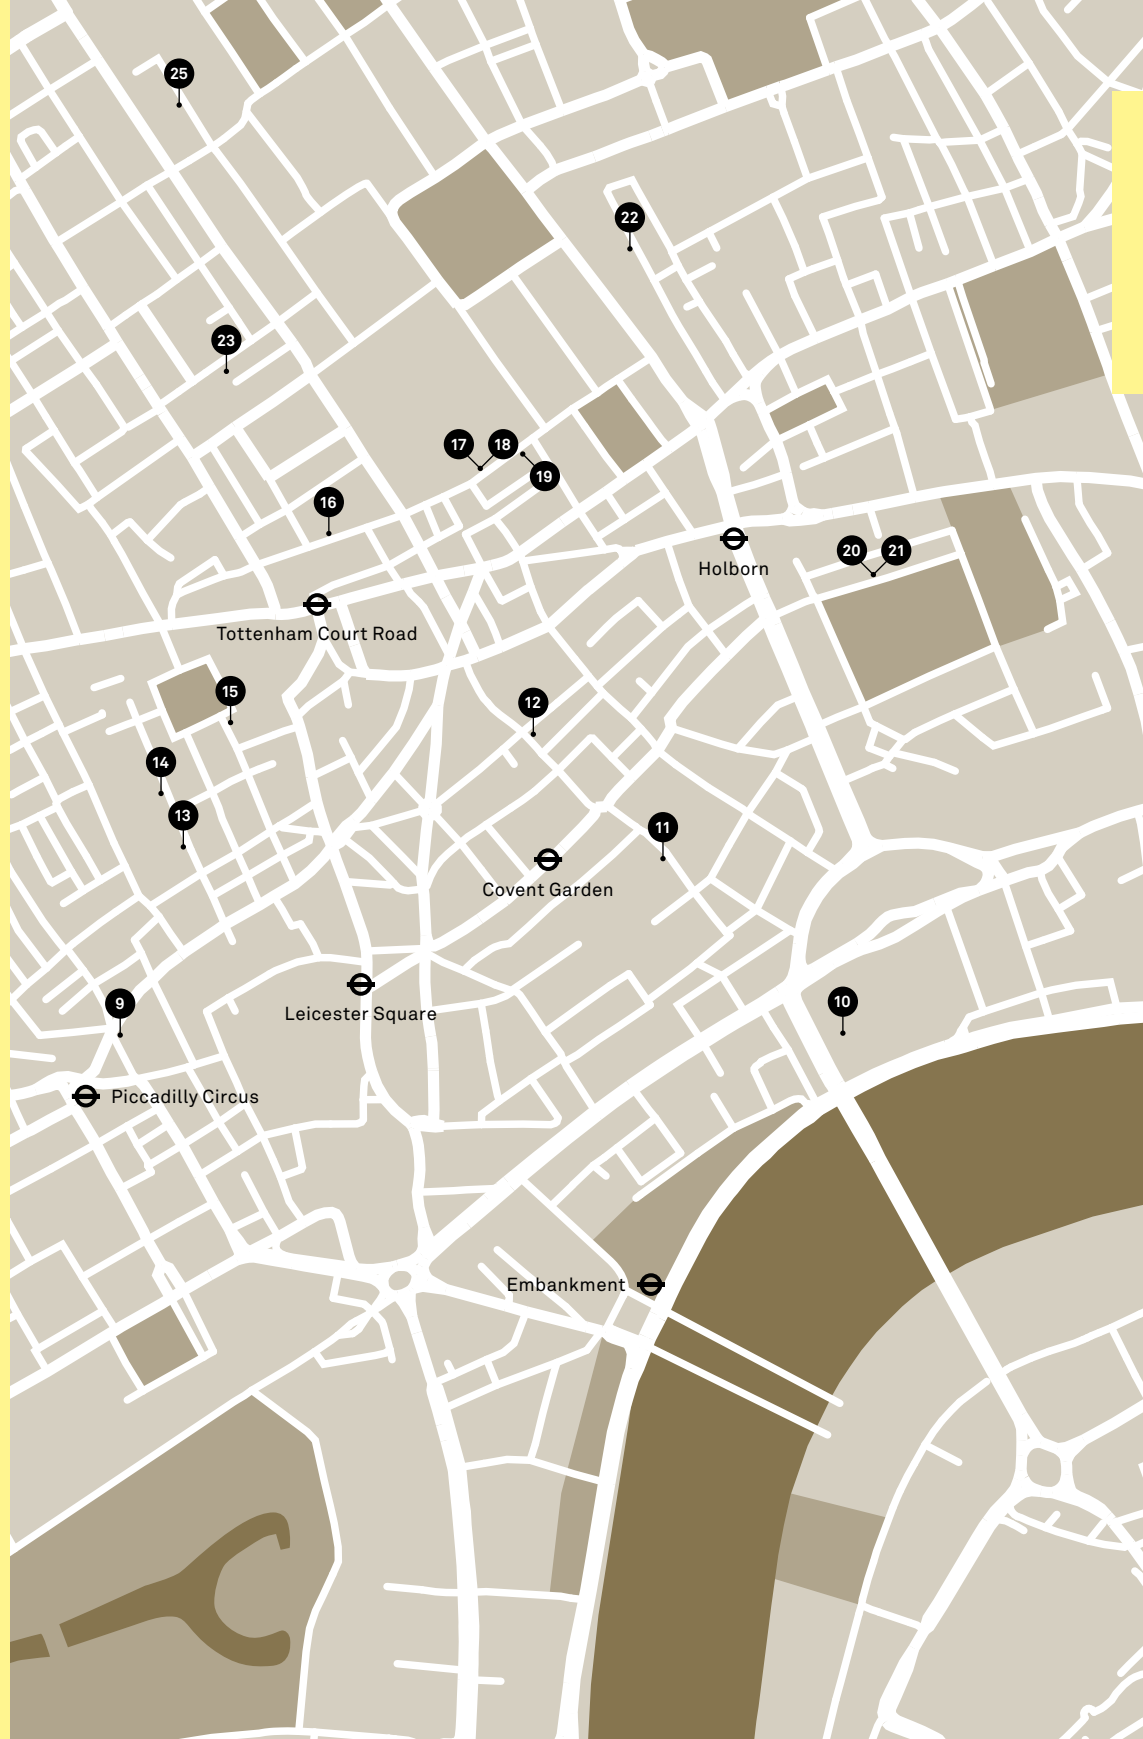 25
22
23
17 18
19
16
20 21
Holborn
Tottenham Court Road
15
12
14
13
11
Covent Garden
Leicester Square
9
10
Piccadilly Circus
Embankment